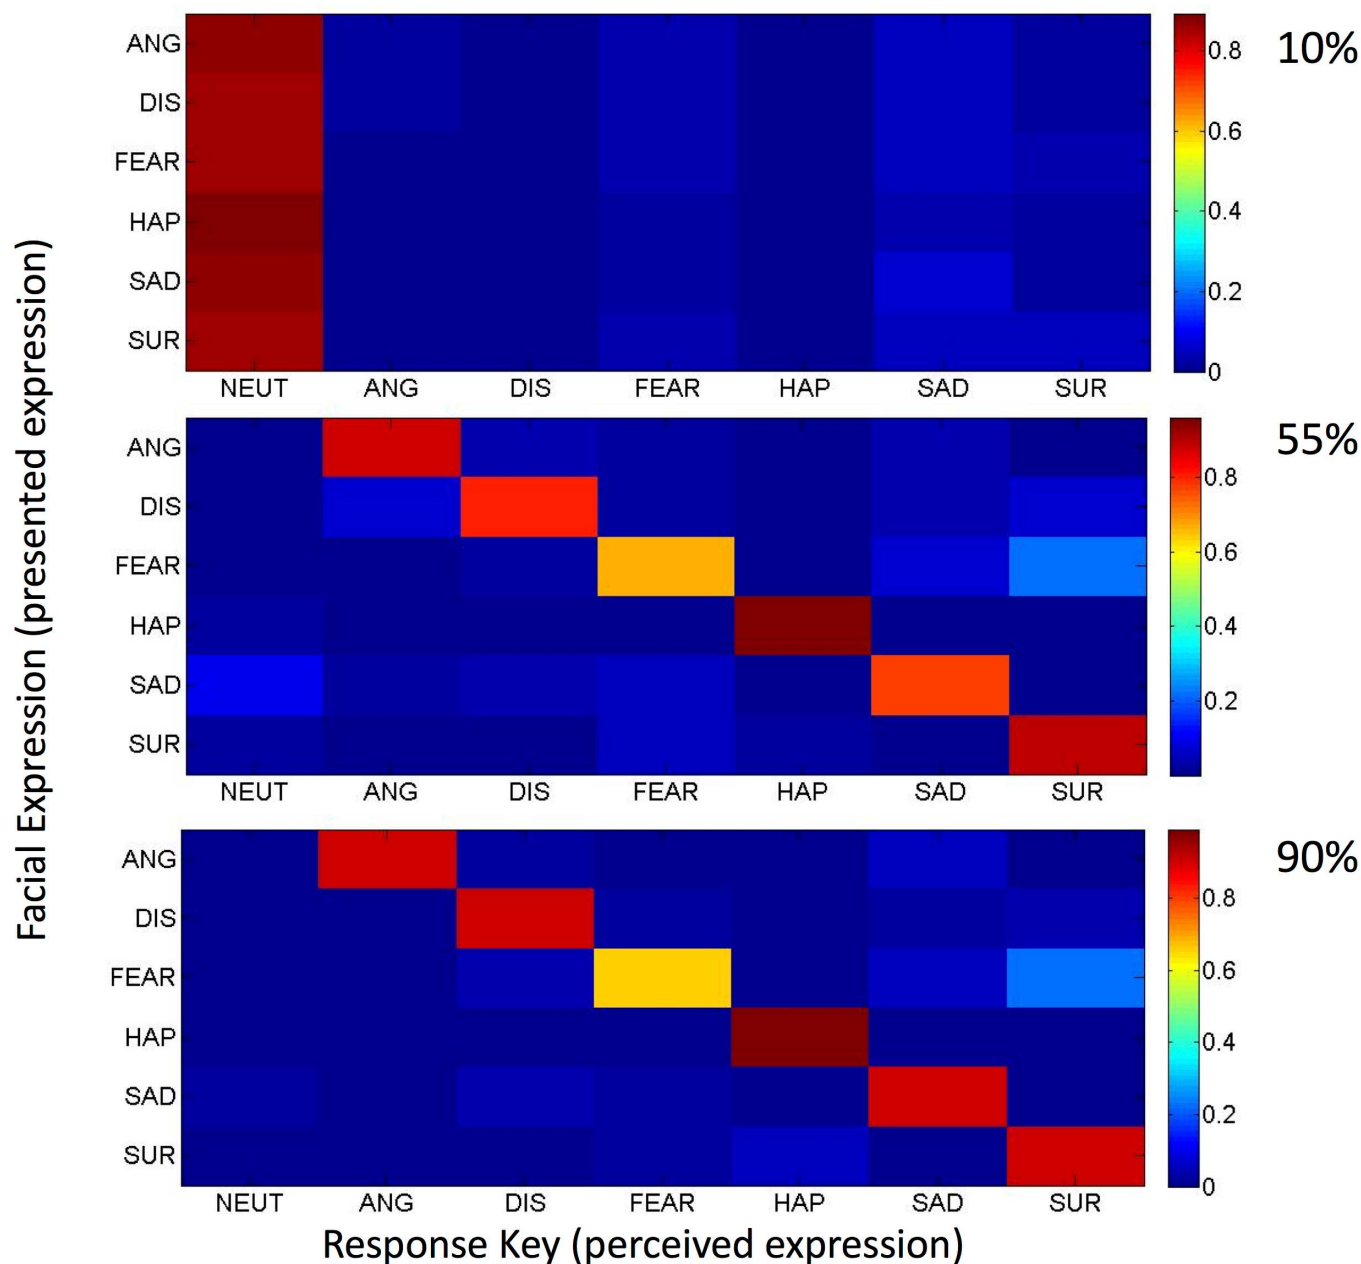 Facial Expression (presented expression)
10%
ANG
DIS
FEAR
HAP
SAD
SUR
NEUT ANG DIS FEAR HAP SAD SUR
0.8
0.6
0.4
0.2
0
55%
ANG
DIS
FEAR
HAP
SAD
SUR
NEUT ANG DIS FEAR HAP SAD SUR
0.8
0.6
0.4
0.2
90%
ANG
DIS
FEAR
HAP
SAD
SUR
NEUT ANG DIS FEAR HAP SAD SUR
0.8
0.6
0.4
0.2
0
Response Key (perceived expression)